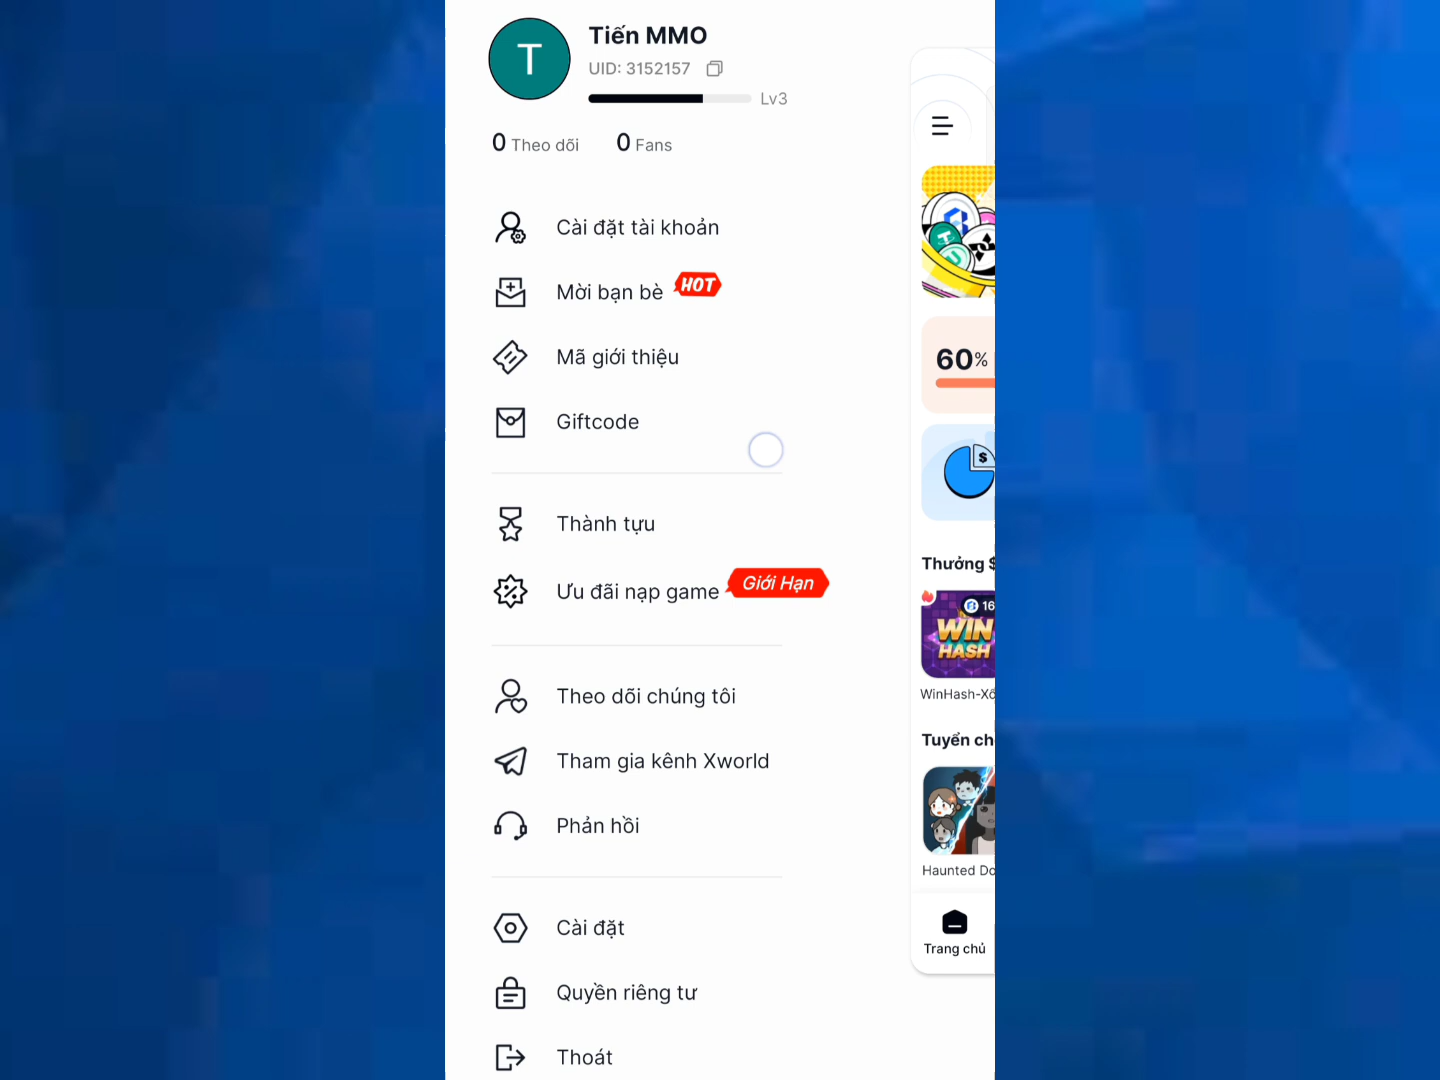 T
Tiến MMO
UID: 3152157
Lv3
0 Theo dõi
0 Fans
Cài đặt tài khoản
Mời bạn bè
HOT
Mã giới thiệu
Giftcode
Thành tựu
Ưu đãi nạp game
Giới Hạn
Theo dõi chúng tôi
Tham gia kênh Xworld
Phản hồi
Cài đặt
Quyền riêng tư
Thoát
60%
$
Thưởng $
16
WIN
HASH
WinHash-Xổ
Tuyển ch
Haunted Do
Trang chủ